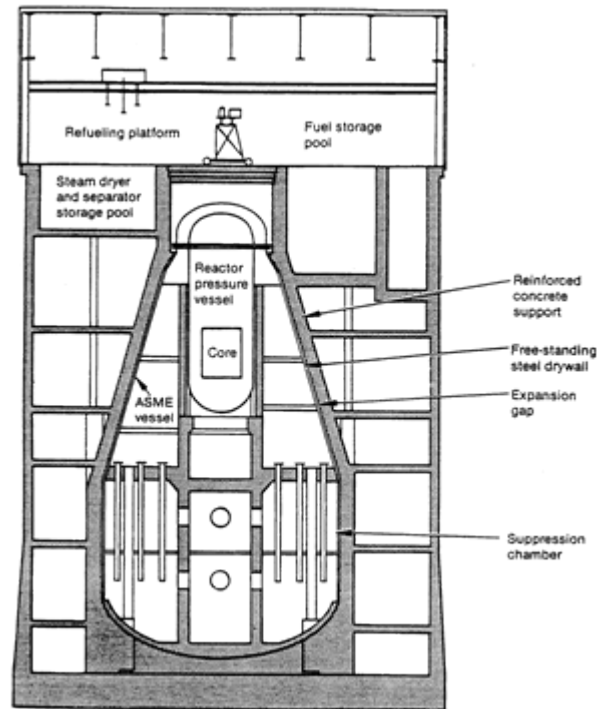 Refueling platform
Fuel storage
pool
Steam dryer
and separator
storage pool
Reactor
pressure
vessel
Core
ASME
vessel
Reinforced
concrete
support
Free-standing
steel drywall
Expansion
gap
Suppression
chamber